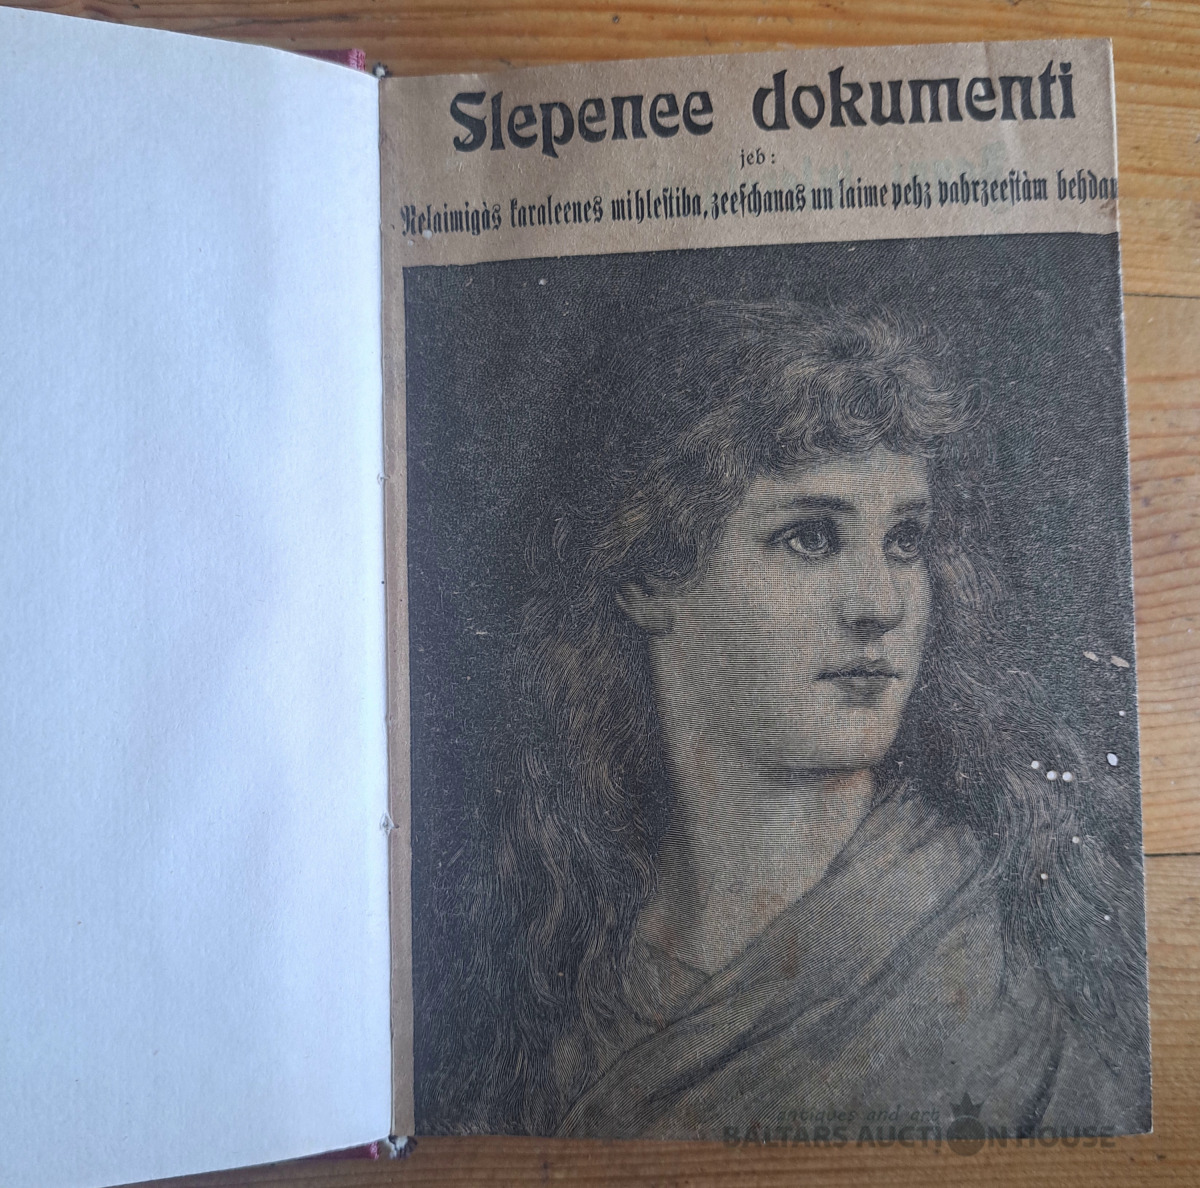 Slepenee dokumenti
jeb:
Nelaimigàs karaleenes mihlestiba, zeeschanas un laime pehz pahrzeestàm behdam
antiques and art
BALTARS AUCTION HOUSE